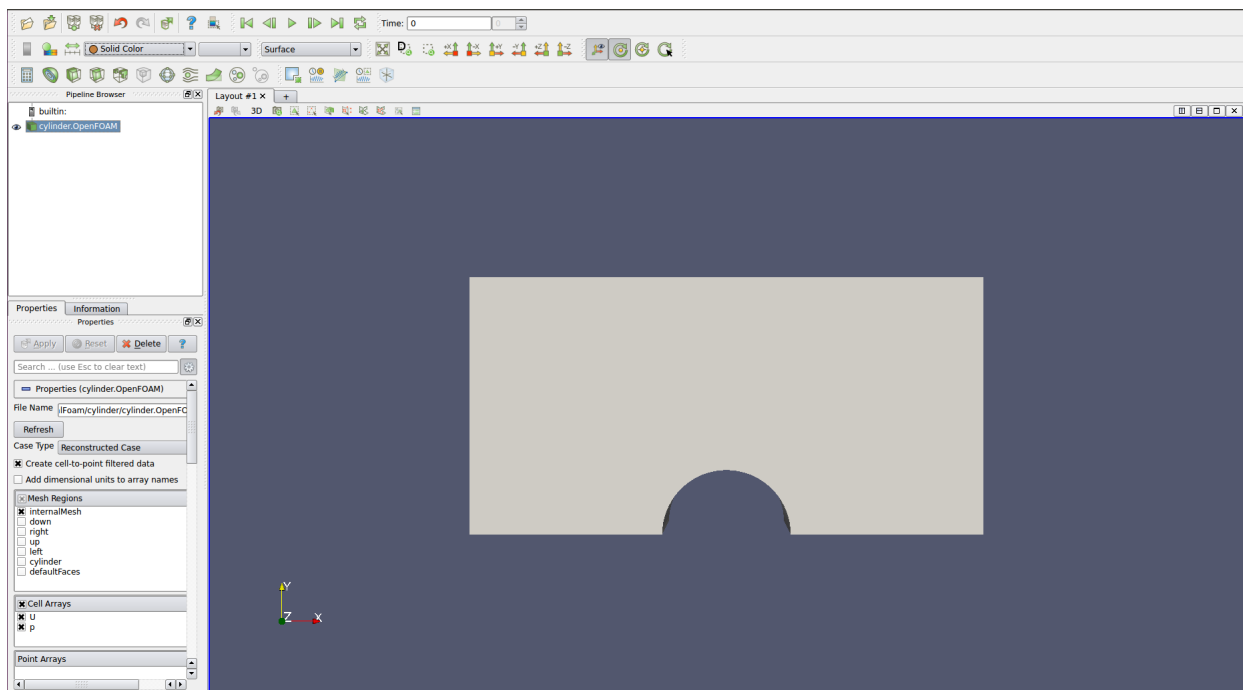 Time: 0 0
Solid Color Surface
Pipeline Browser
Layout #1 +
builtin:
3D
cylinder.OpenFOAM
Properties Information
Properties
Apply Reset Delete ?
Search ... (use Esc to clear text)
Properties (cylinder.OpenFOAM)
File Name lFoam/cylinder/cylinder.OpenFO
Refresh
Case Type Reconstructed Case
Create cell-to-point filtered data
Add dimensional units to array names
Mesh Regions
internalMesh
down
right
up
left
cylinder
defaultFaces
Cell Arrays
U
p
Point Arrays
Y
Z X